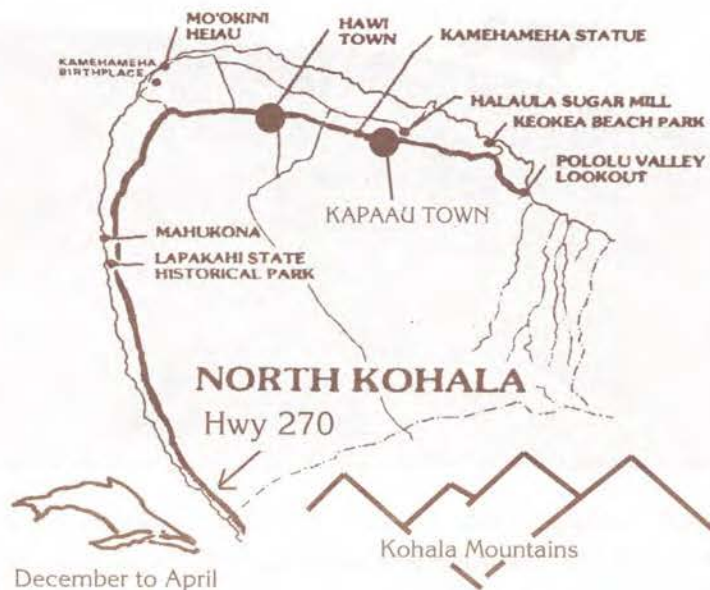 MO'OKINI
HEIAU
KAMEHAMEHA
BIRTHPLACE
HAWI
TOWN
KAMEHAMEHA STATUE
HALAULA SUGAR MILL
KEOKEA BEACH PARK
POLOLU VALLEY
LOOKOUT
KAPAAU TOWN
MAHUKONA
LAPAKAHI STATE
HISTORICAL PARK
NORTH KOHALA
Hwy 270
Kohala Mountains
December to April